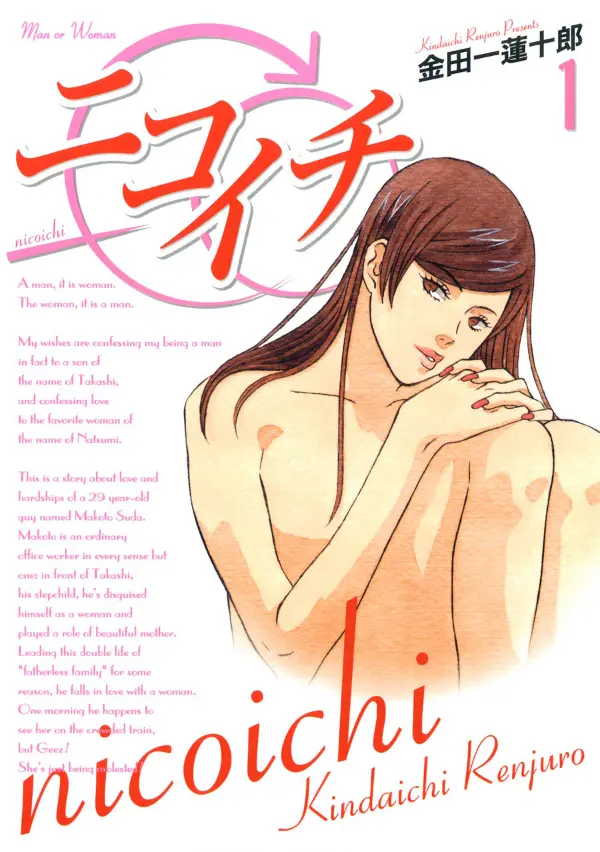 Man or Woman
Kindaichi Renjuro Presents
金田一蓮十郎
1
ニコイチ
nicoichi
A man, it is woman.
The woman, it is a man.
My wishes are confessing my being a man
in fact to a son of
the name of Takashi,
and confessing love
to the favorite woman of
the name of Natsumi.
This is a story about love and
hardships of a 29 year-old
guy named Makoto Suda.
Makoto is an ordinary
office worker in every sense but
one: in front of Takashi,
his stepchild, he's disguised
himself as a woman and
played a role of beautiful mother.
Leading this double life of
"fatherless family" for some
reason, he falls in love with a woman.
One morning he happens to
see her on the crowded train,
but Geez!
She's just being molested!
nicoichi
Kindaichi Renjuro